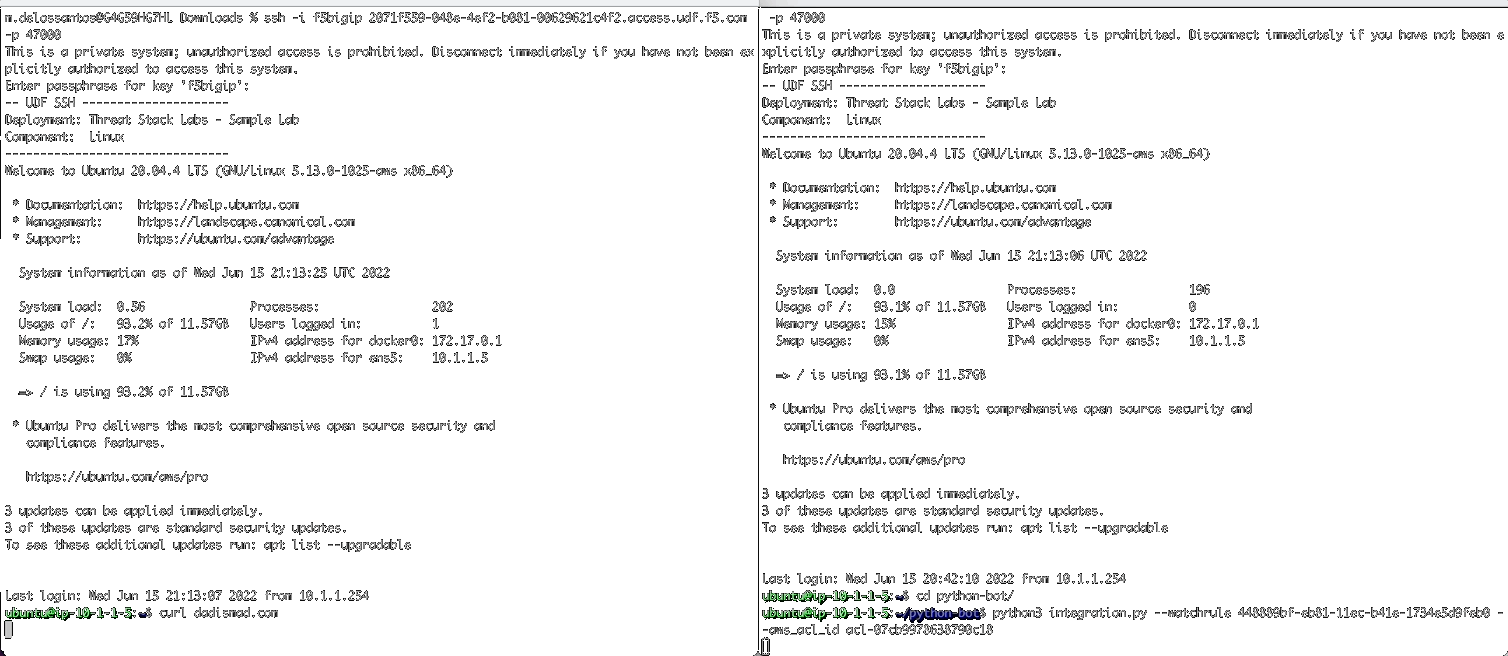 m.delossantos@G4G59HG7HL Downloads % ssh -i f5bigip 2071f559-048e-4ef2-b081-00629621c4f2.access.udf.f5.com
-p 47000
This is a private system; unauthorized access is prohibited. Disconnect immediately if you have not been ex
plicitly authorized to access this system.
Enter passphrase for key 'f5bigip':
-- UDF SSH ---------------------
Deployment: Threat Stack Labs - Sample Lab
Component:  Linux
--------------------------------
Welcome to Ubuntu 20.04.4 LTS (GNU/Linux 5.13.0-1025-aws x86_64)
* Documentation:  https://help.ubuntu.com
* Management:     https://landscape.canonical.com
* Support:        https://ubuntu.com/advantage
System information as of Wed Jun 15 21:13:25 UTC 2022
System load:  0.56               Processes:                202
Usage of /:   93.2% of 11.57GB   Users logged in:          1
Memory usage: 17%                IPv4 address for docker0: 172.17.0.1
Swap usage:   0%                 IPv4 address for ens5:    10.1.1.5
=> / is using 93.2% of 11.57GB
* Ubuntu Pro delivers the most comprehensive open source security and
compliance features.
https://ubuntu.com/aws/pro
3 updates can be applied immediately.
3 of these updates are standard security updates.
To see these additional updates run: apt list --upgradable
Last login: Wed Jun 15 21:13:07 2022 from 10.1.1.254
ubuntu@ip-10-1-1-5:~$ curl dadismad.com
-p 47000
This is a private system; unauthorized access is prohibited. Disconnect immediately if you have not been e
xplicitly authorized to access this system.
Enter passphrase for key 'f5bigip':
-- UDF SSH ---------------------
Deployment: Threat Stack Labs - Sample Lab
Component:  Linux
--------------------------------
Welcome to Ubuntu 20.04.4 LTS (GNU/Linux 5.13.0-1025-aws x86_64)
* Documentation:  https://help.ubuntu.com
* Management:     https://landscape.canonical.com
* Support:        https://ubuntu.com/advantage
System information as of Wed Jun 15 21:13:06 UTC 2022
System load:  0.0                Processes:                196
Usage of /:   93.1% of 11.57GB   Users logged in:          0
Memory usage: 15%                IPv4 address for docker0: 172.17.0.1
Swap usage:   0%                 IPv4 address for ens5:    10.1.1.5
=> / is using 93.1% of 11.57GB
* Ubuntu Pro delivers the most comprehensive open source security and
compliance features.
https://ubuntu.com/aws/pro
3 updates can be applied immediately.
3 of these updates are standard security updates.
To see these additional updates run: apt list --upgradable
Last login: Wed Jun 15 20:42:10 2022 from 10.1.1.254
ubuntu@ip-10-1-1-5:~$ cd python-bot/
ubuntu@ip-10-1-1-5:~/python-bot$ python3 integration.py --watchrule 448889bf-eb81-11ec-b41e-1734e5d9feb0 -
-aws_acl_id acl-07cb9978638790c18